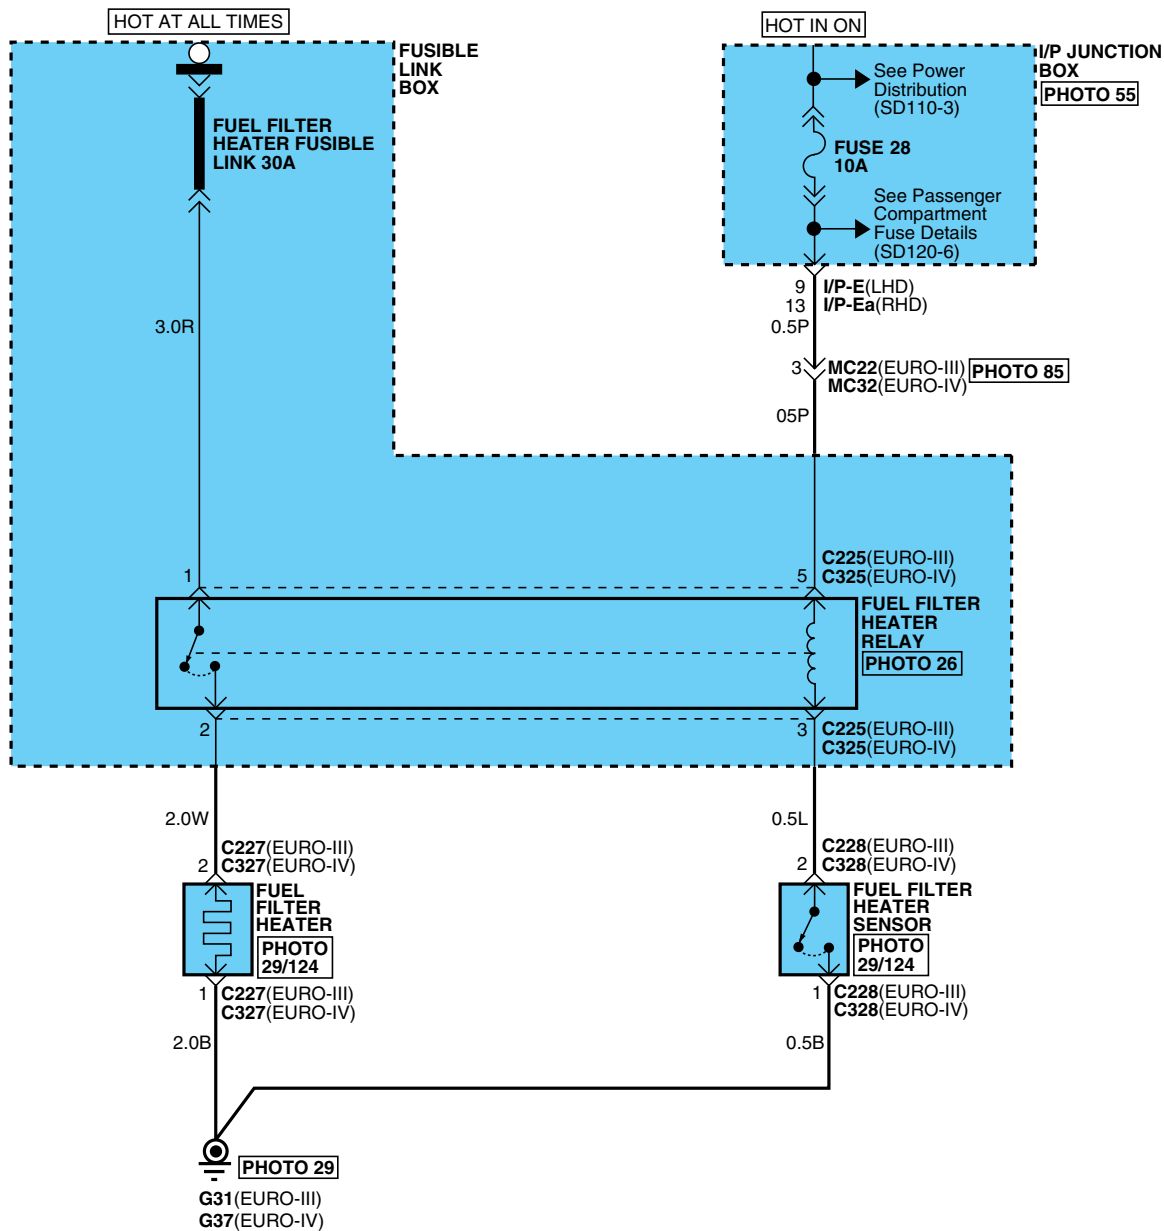 HOT AT ALL TIMES
HOT IN ON
FUSIBLE
LINK
BOX
I/P JUNCTION
BOX
PHOTO 55
See Power
Distribution
(SD110-3)
FUEL FILTER
HEATER FUSIBLE
LINK 30A
FUSE 28
10A
See Passenger
Compartment
Fuse Details
(SD120-6)
9 I/P-E(LHD)
13 I/P-Ea(RHD)
3.0R
0.5P
3 MC22(EURO-III) PHOTO 85
MC32(EURO-IV)
05P
C225(EURO-III)
1
5 C325(EURO-IV)
FUEL FILTER
HEATER
RELAY
PHOTO 26
2
3 C225(EURO-III)
C325(EURO-IV)
2.0W
0.5L
C227(EURO-III)
2 C327(EURO-IV)
C228(EURO-III)
2 C328(EURO-IV)
FUEL
FILTER
HEATER
PHOTO
29/124
FUEL FILTER
HEATER
SENSOR
PHOTO
29/124
1 C227(EURO-III)
C327(EURO-IV)
1 C228(EURO-III)
C328(EURO-IV)
2.0B
0.5B
PHOTO 29
G31(EURO-III)
G37(EURO-IV)